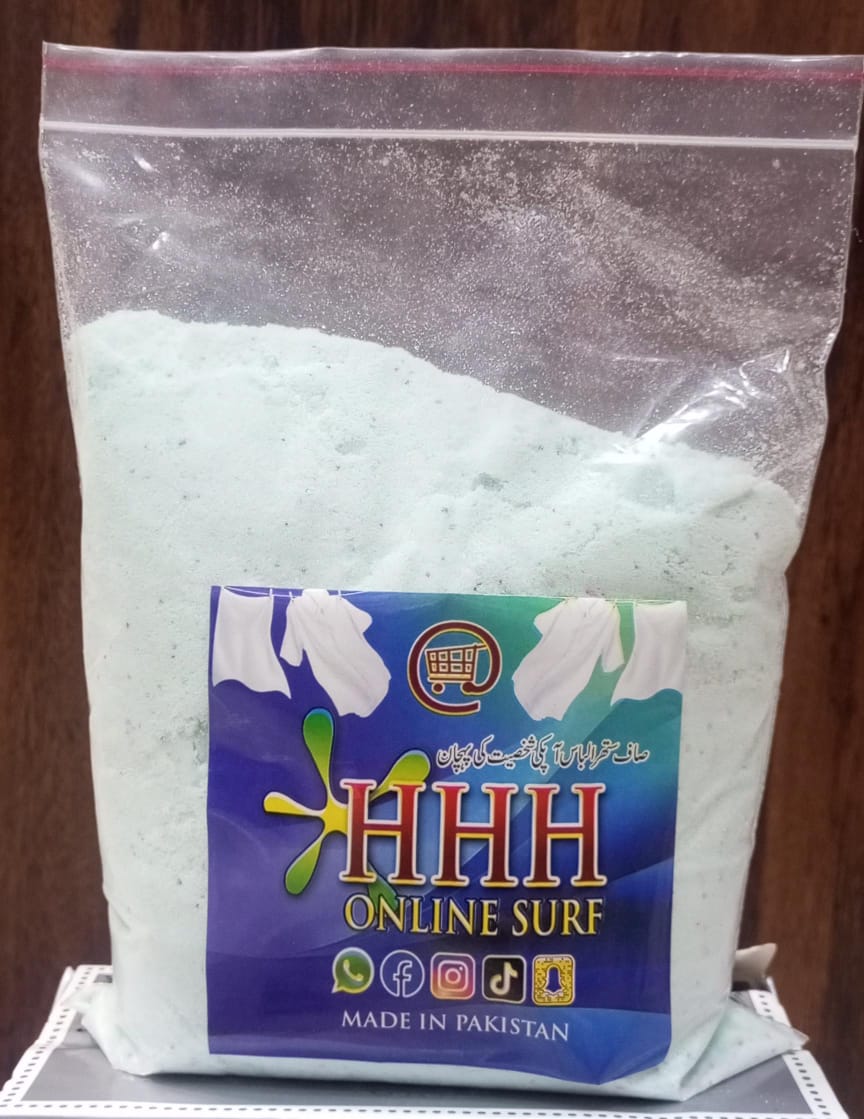 صاف ستھرا لباس آپکی شخصیت کی پہچان
HHH
ONLINE SURF
MADE IN PAKISTAN